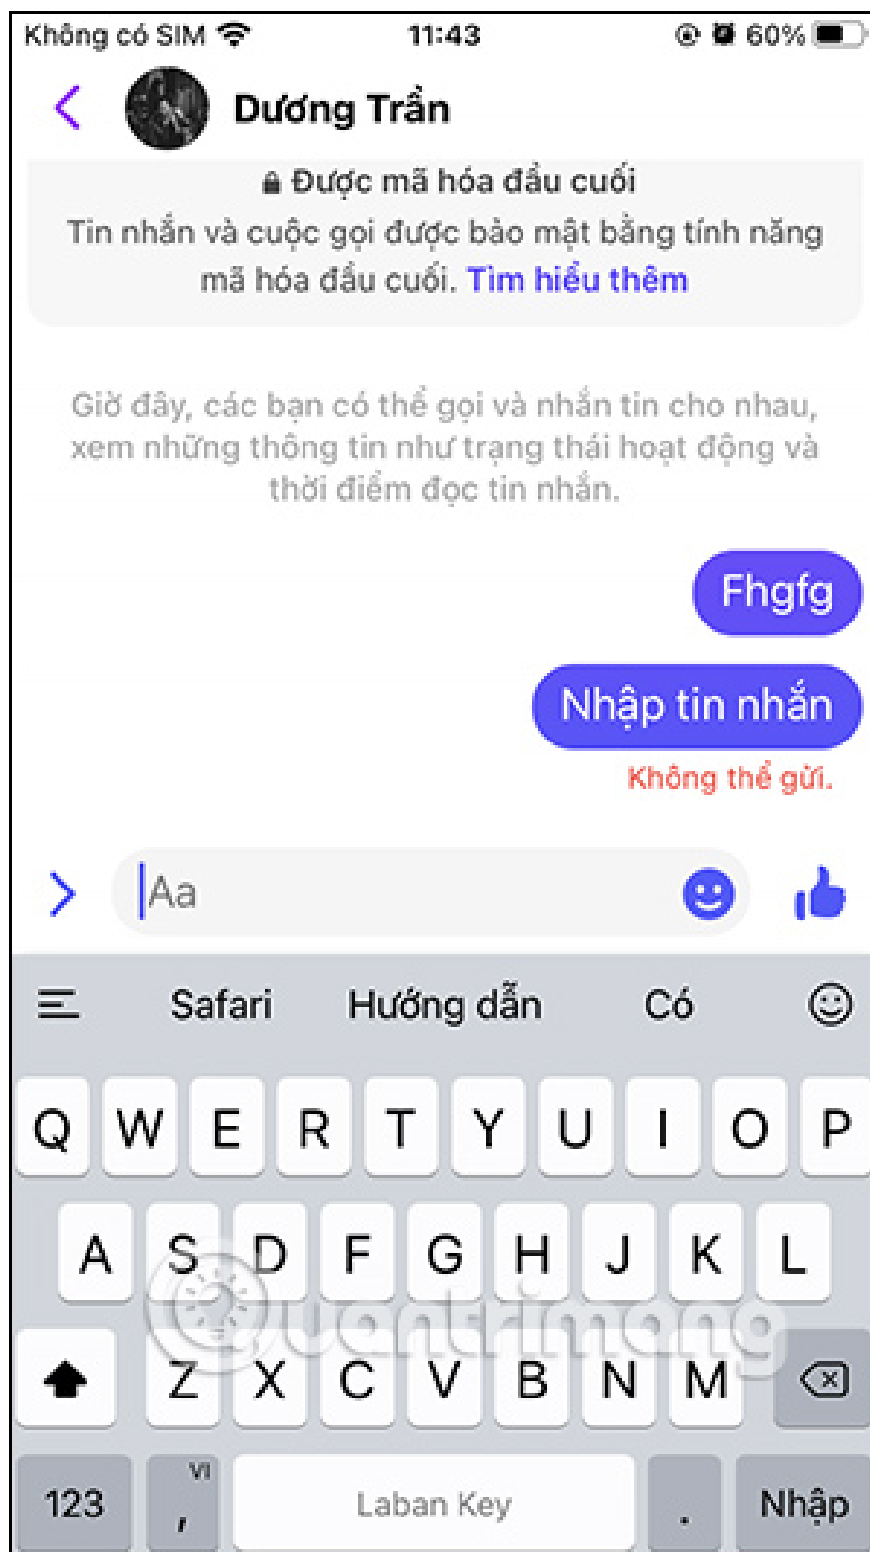 Không có SIM 11:43 60%
Dương Trần
Được mã hóa đầu cuối
Tin nhắn và cuộc gọi được bảo mật bằng tính năng
mã hóa đầu cuối. Tìm hiểu thêm
Giờ đây, các bạn có thể gọi và nhắn tin cho nhau,
xem những thông tin như trạng thái hoạt động và
thời điểm đọc tin nhắn.
Fhgfg
Nhập tin nhắn
Không thể gửi.
Aa
Safari Hướng dẫn Có
Q W E R T Y U I O P
A S D F G H J K L
Quantrimang
Z X C V B N M
123 , VI Laban Key . Nhập